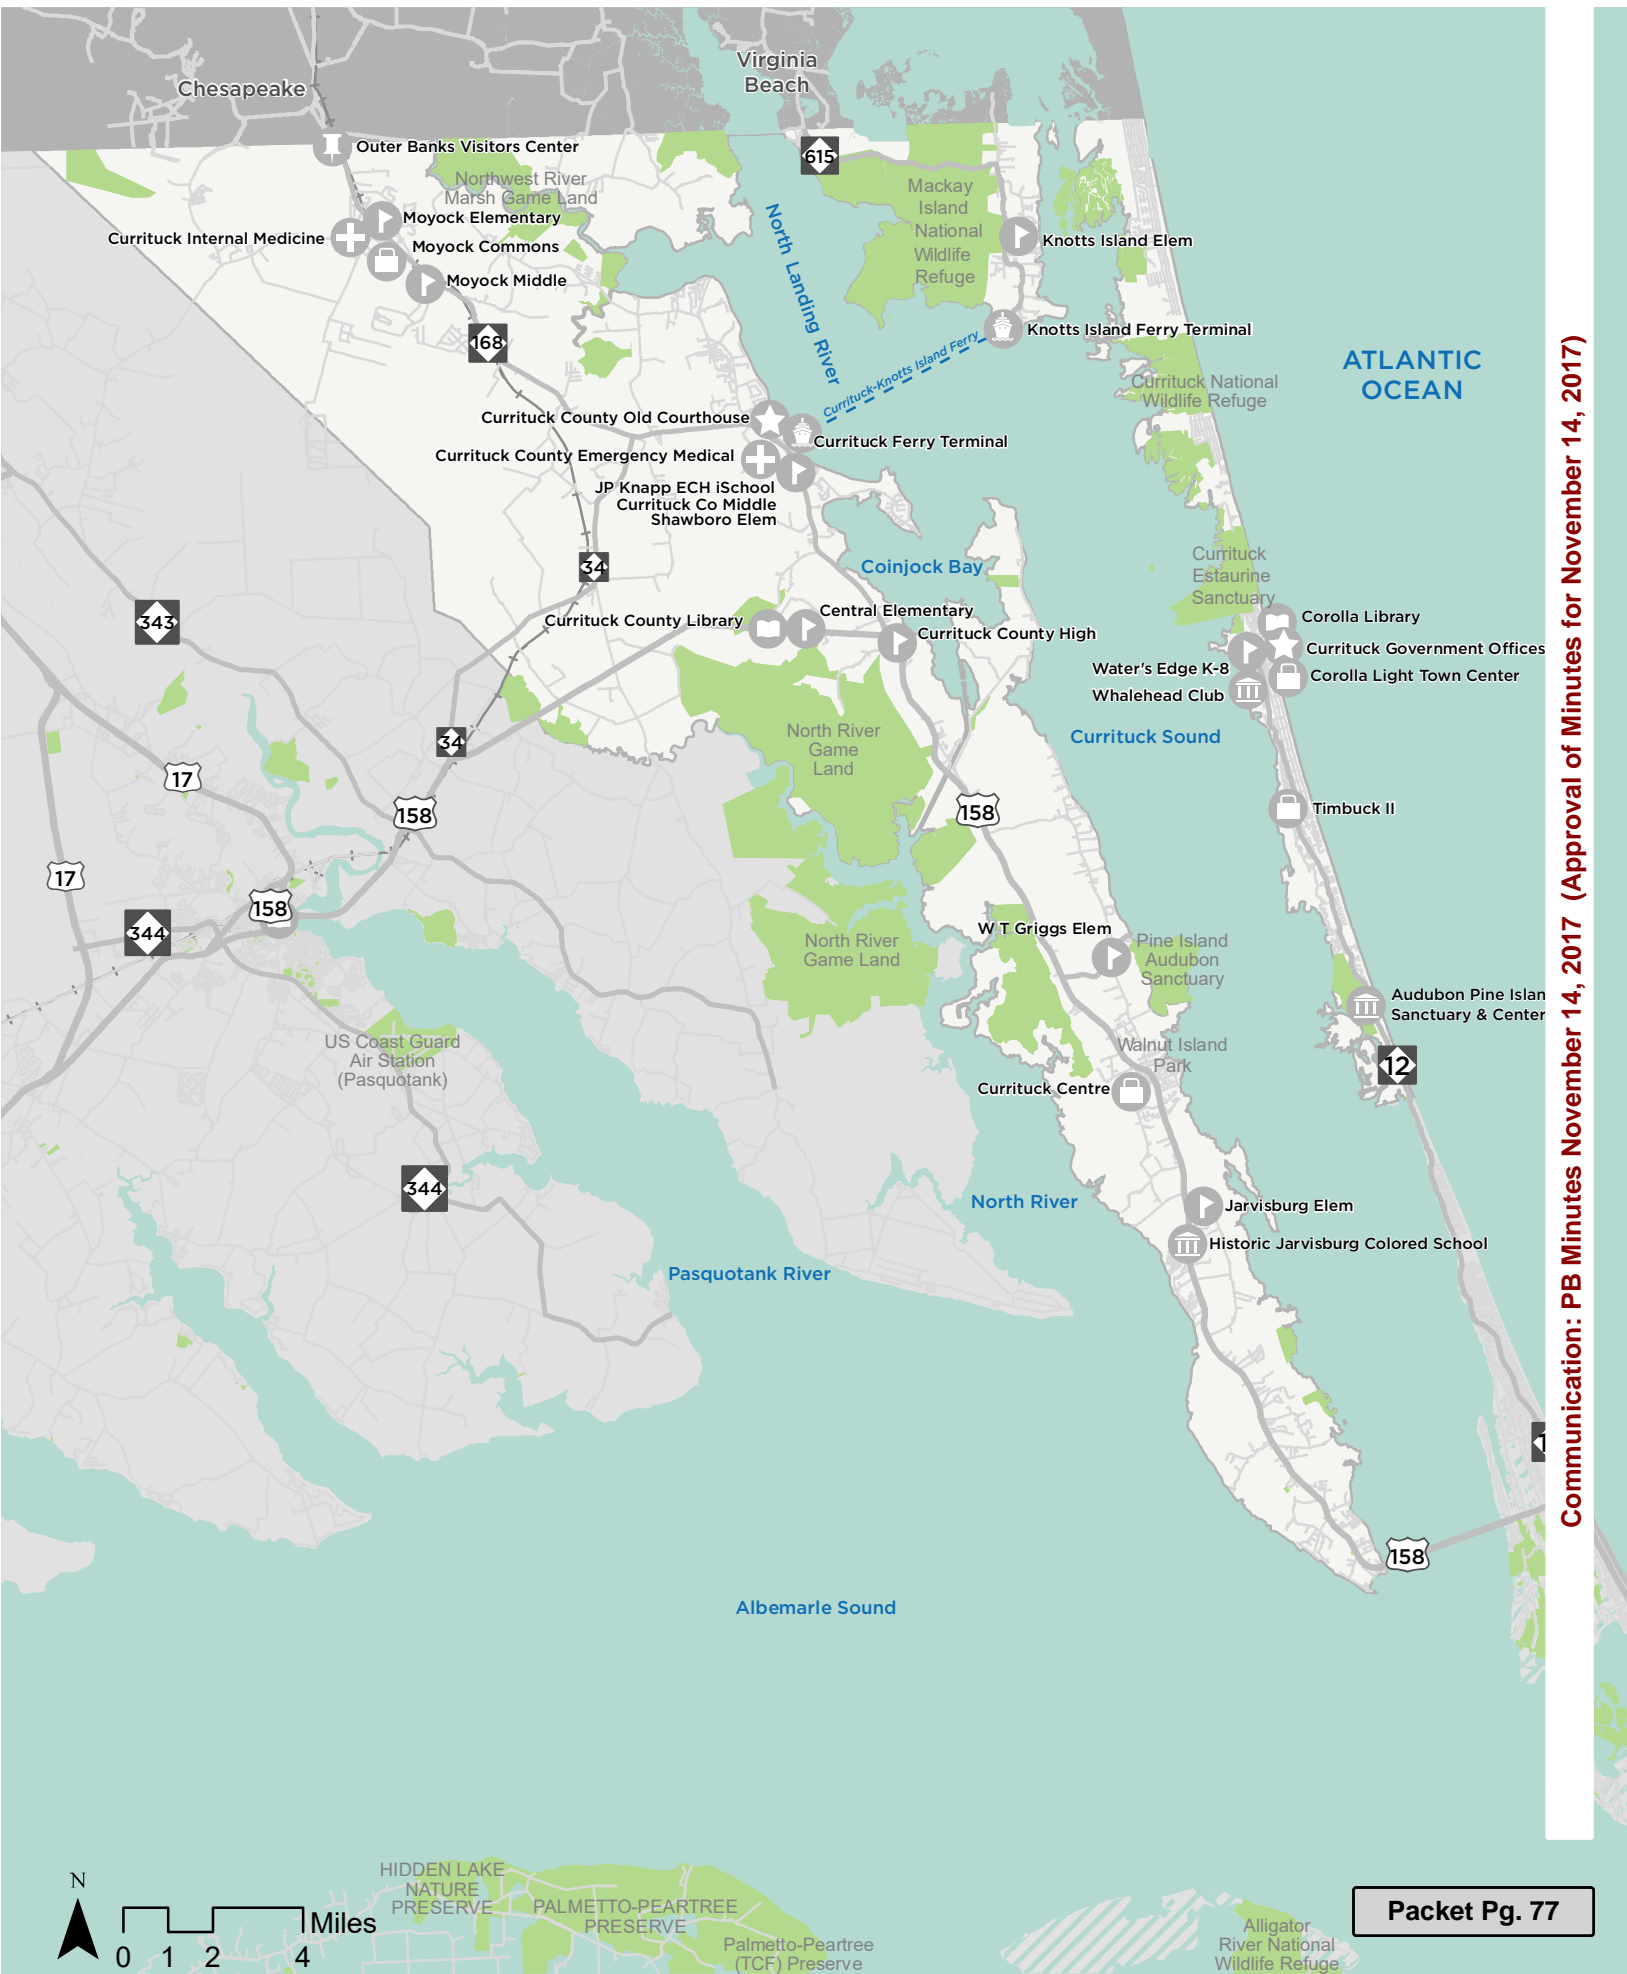 Virginia
Beach
Chesapeake
Outer Banks Visitors Center
615
Northwest River
Marsh Game Land
Mackay
Island
National
Wildlife
Refuge
Moyock Elementary
Currituck Internal Medicine
Moyock Commons
Moyock Middle
Knotts Island Elem
North Landing River
168
Knotts Island Ferry Terminal
Currituck-Knotts Island Ferry
ATLANTIC
OCEAN
Currituck National
Wildlife Refuge
Currituck County Old Courthouse
Currituck Ferry Terminal
Currituck County Emergency Medical
JP Knapp ECH iSchool
Currituck Co Middle
Shawboro Elem
34
Coinjock Bay
Currituck
Estaurine
Sanctuary
343
Currituck County Library
Central Elementary
Currituck County High
Corolla Library
Currituck Government Offices
Water's Edge K-8
Corolla Light Town Center
Whalehead Club
34
North River
Game
Land
Currituck Sound
17
158
158
Timbuck II
17
158
344
W T Griggs Elem
North River
Game Land
Pine Island
Audubon
Sanctuary
Audubon Pine Islan
Sanctuary & Center
US Coast Guard
Air Station
(Pasquotank)
Walnut Island
Park
12
Currituck Centre
344
North River
Jarvisburg Elem
Historic Jarvisburg Colored School
Pasquotank River
1
158
Albemarle Sound
Communication: PB Minutes November 14, 2017 (Approval of Minutes for November 14, 2017)
HIDDEN LAKE
NATURE
PRESERVE
PALMETTO-PEARTREE
PRESERVE
Palmetto-Peartree
(TCF) Preserve
Alligator
River National
Wildlife Refuge
N
Miles
0 1 2 4
Packet Pg. 77